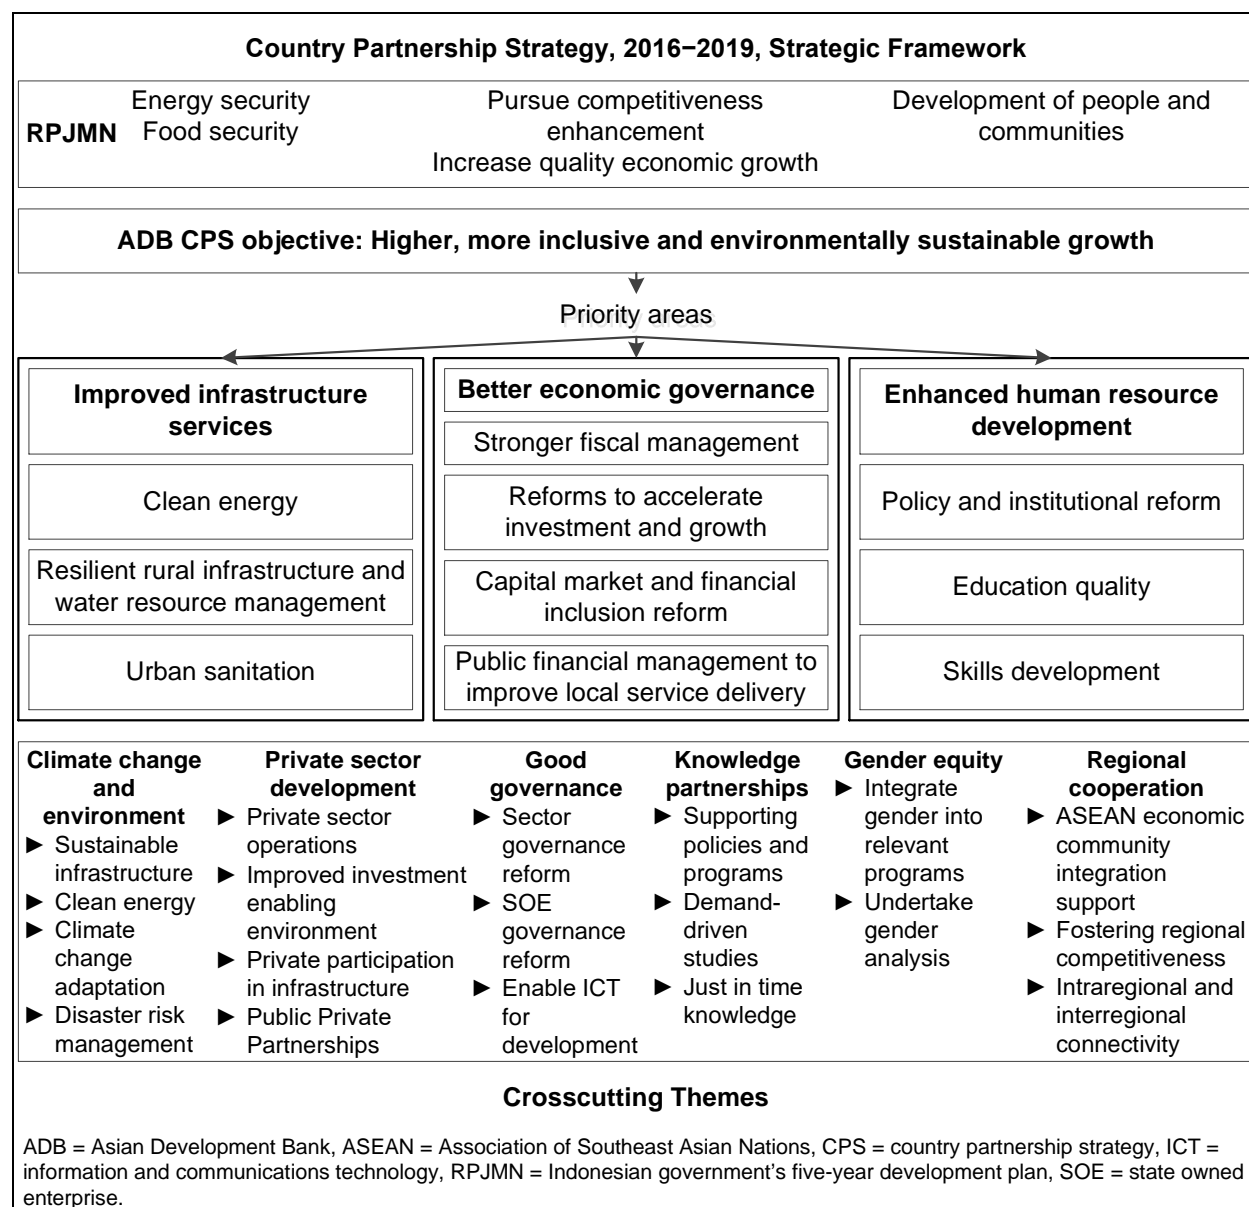 Country Partnership Strategy, 2016−2019, Strategic Framework
RPJMN
Energy security
Food security
Pursue competitiveness
enhancement
Increase quality economic growth
Development of people and
communities
ADB CPS objective: Higher, more inclusive and environmentally sustainable growth
Priority areas
Improved infrastructure
services
Clean energy
Resilient rural infrastructure and
water resource management
Urban sanitation
Better economic governance
Stronger fiscal management
Reforms to accelerate
investment and growth
Capital market and financial
inclusion reform
Public financial management to
improve local service delivery
Enhanced human resource
development
Policy and institutional reform
Education quality
Skills development
Climate change
and
environment
► Sustainable
infrastructure
► Clean energy
► Climate
change
adaptation
► Disaster risk
management
Private sector
development
► Private sector
operations
► Improved investment
enabling
environment
► Private participation
in infrastructure
► Public Private
Partnerships
Good
governance
► Sector
governance
reform
► SOE
governance
reform
► Enable ICT
for
development
Knowledge
partnerships
► Supporting
policies and
programs
► Demand-
driven
studies
► Just in time
knowledge
Gender equity
► Integrate
gender into
relevant
programs
► Undertake
gender
analysis
Regional
cooperation
► ASEAN economic
community
integration
support
► Fostering regional
competitiveness
► Intraregional and
interregional
connectivity
Crosscutting Themes
ADB = Asian Development Bank, ASEAN = Association of Southeast Asian Nations, CPS = country partnership strategy, ICT =
information and communications technology, RPJMN = Indonesian government’s five-year development plan, SOE = state owned
enterprise.